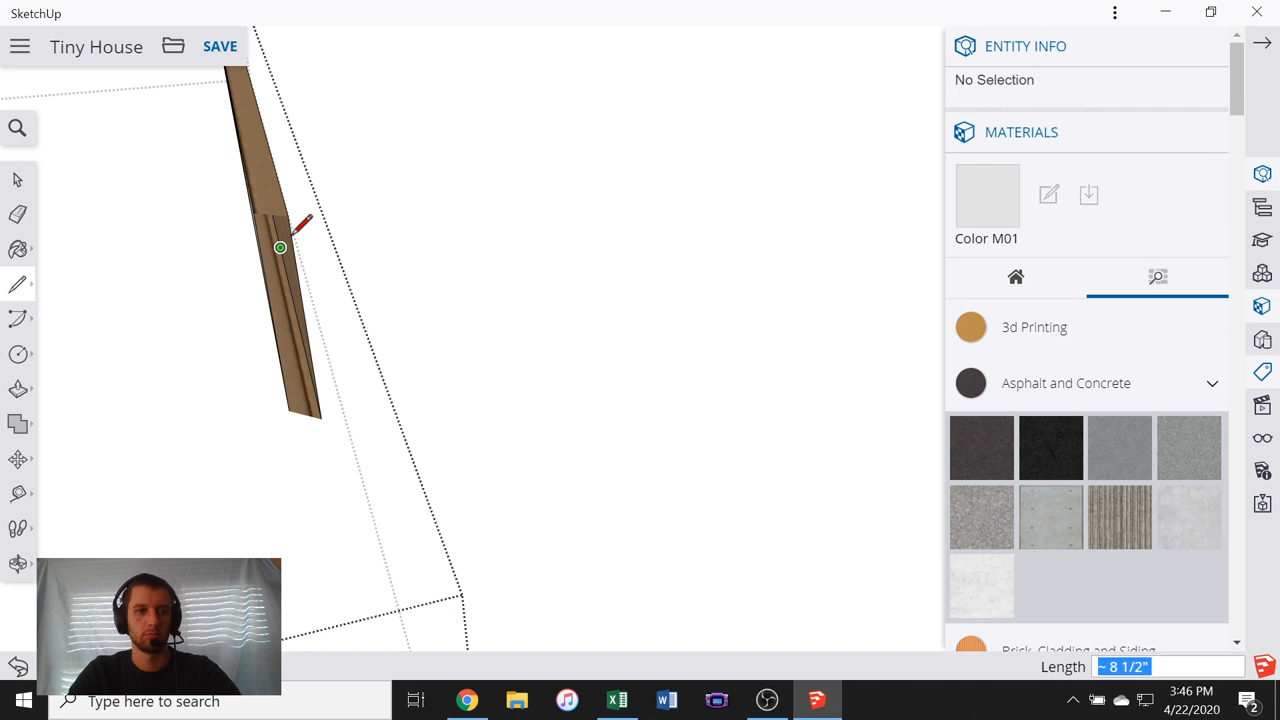 SketchUp
Tiny House
SAVE
ENTITY INFO
No Selection
MATERIALS
Color M01
3d Printing
Asphalt and Concrete
Brick, Cladding and Siding
Length
~ 8 1/2"
Type here to search
3:46 PM
4/22/2020
2